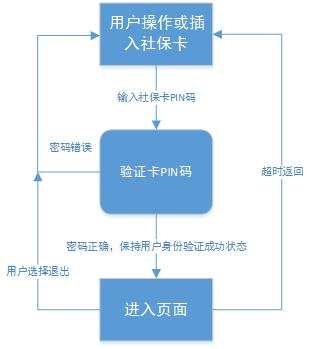 用户操作或插
入社保卡
输入社保卡PIN码
密码错误
验证卡PIN码
超时返回
密码正确，保持用户身份验证成功状态
用户选择退出
进入页面